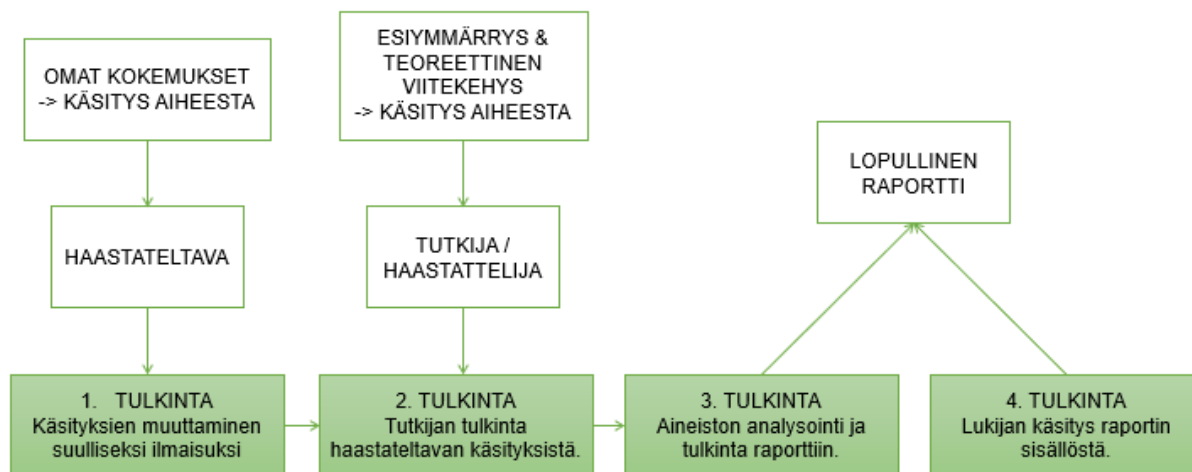 OMAT KOKEMUKSET
-> KÄSITYS AIHEESTA
ESIYMMÄRRYS &
TEOREETTINEN
VIITEKEHYS
-> KÄSITYS AIHEESTA
LOPULLINEN
RAPORTTI
HAASTATELTAVA
TUTKIJA /
HAASTATTELIJA
1. TULKINTA
Käsityksien muuttaminen
suulliseksi ilmaisuksi
2. TULKINTA
Tutkijan tulkinta
haastateltavan käsityksistä.
3. TULKINTA
Aineiston analysointi ja
tulkinta raporttiin.
4. TULKINTA
Lukijan käsitys raportin
sisällöstä.